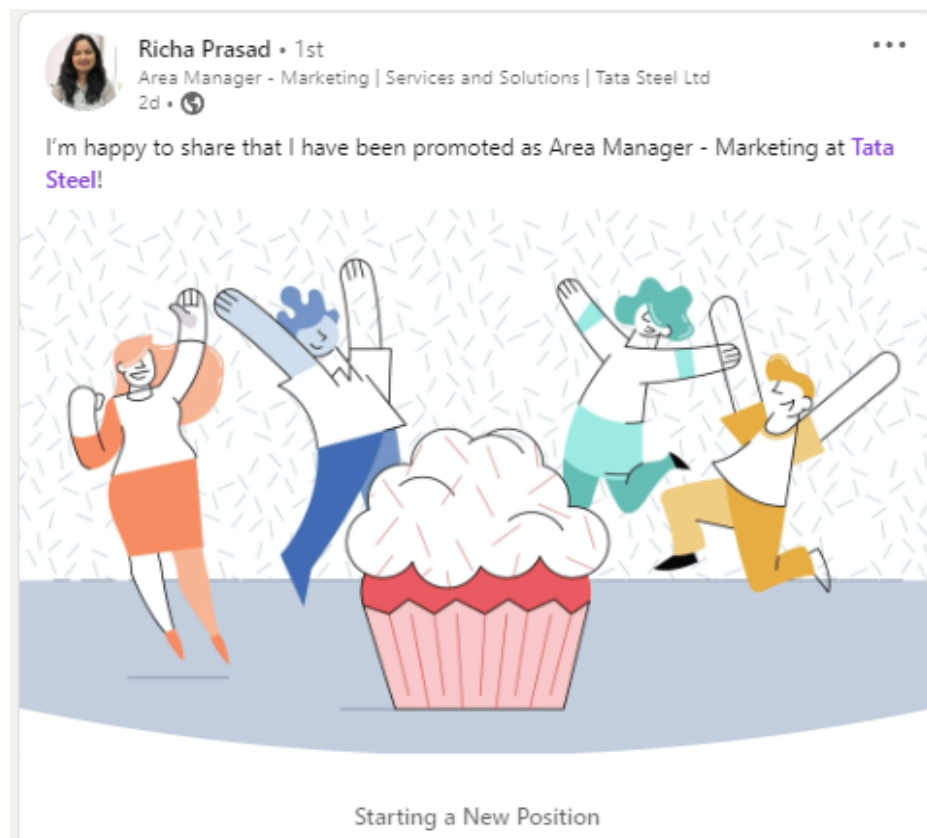 Richa Prasad • 1st
Area Manager - Marketing | Services and Solutions | Tata Steel Ltd
2d •
I'm happy to share that I have been promoted as Area Manager - Marketing at Tata
Steel!
Starting a New Position